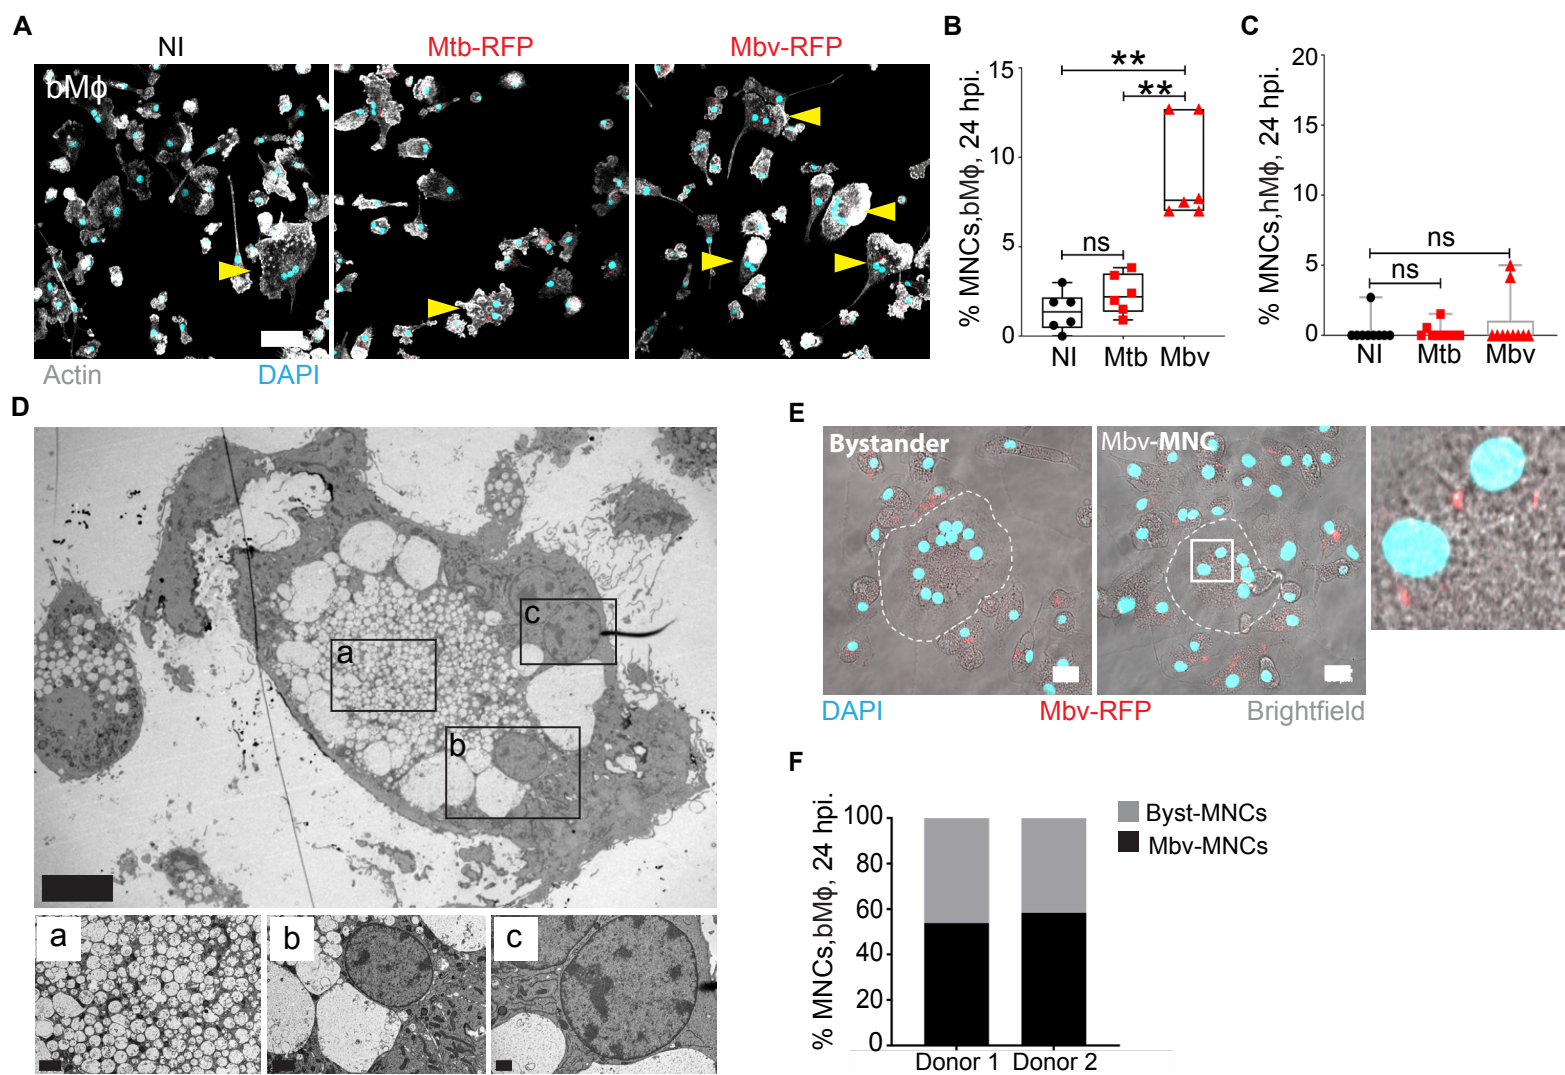 A
NI
Mtb-RFP
Mbv-RFP
bMϕ
Actin
DAPI
B
% MNCs,bMϕ, 24 hpi.
15
10
5
0
**
**
ns
NI
Mtb
Mbv
C
% MNCs,hMϕ, 24 hpi.
20
15
10
5
0
ns
ns
NI
Mtb
Mbv
D
a
b
c
a
b
c
E
Bystander
Mbv-MNC
DAPI
Mbv-RFP
Brightfield
F
% MNCs,bMϕ, 24 hpi.
100
80
60
40
20
0
Donor 1
Donor 2
Byst-MNCs
Mbv-MNCs